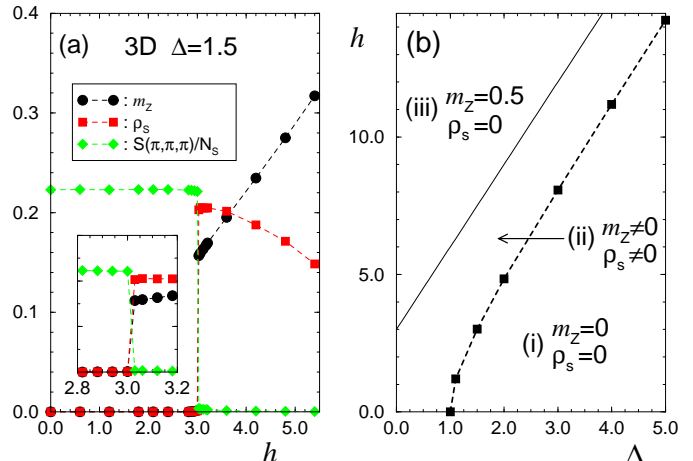 (a) 3D Δ=1.5
: m_z
: ρ_s
: S(π,π,π)/N_s
0.4
0.3
0.2
0.1
0.0
2.8 3.0 3.2
0.0 1.0 2.0 3.0 4.0 5.0
h
(b)
h
10.0
5.0
0.0
(iii) m_z=0.5
ρ_s=0
(ii) m_z≠0
ρ_s≠0
(i) m_z=0
ρ_s=0
0.0 1.0 2.0 3.0 4.0 5.0
Δ